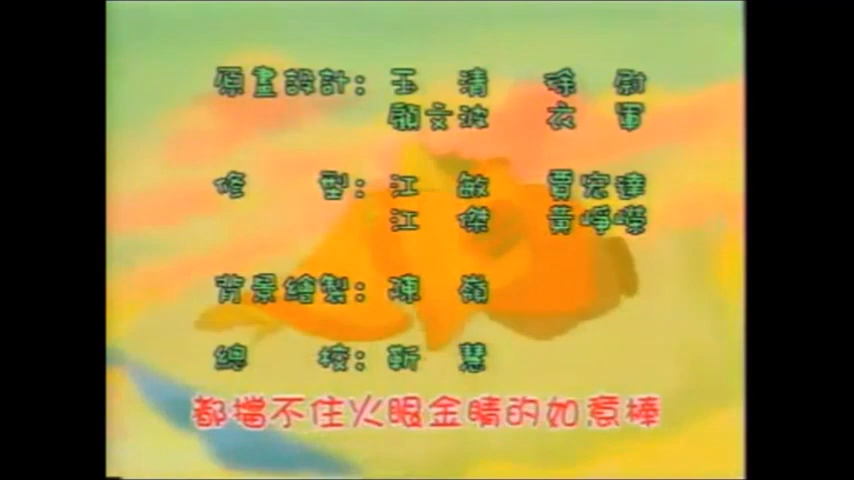 原畫設計: 王 清 徐 尉
顧文波 衣 軍
修 型: 江 敏 賈宏達
江 傑 黃崢嶸
背景繪製: 陳 嶺
總 校: 靳 慧
都擋不住火眼金睛的如意棒